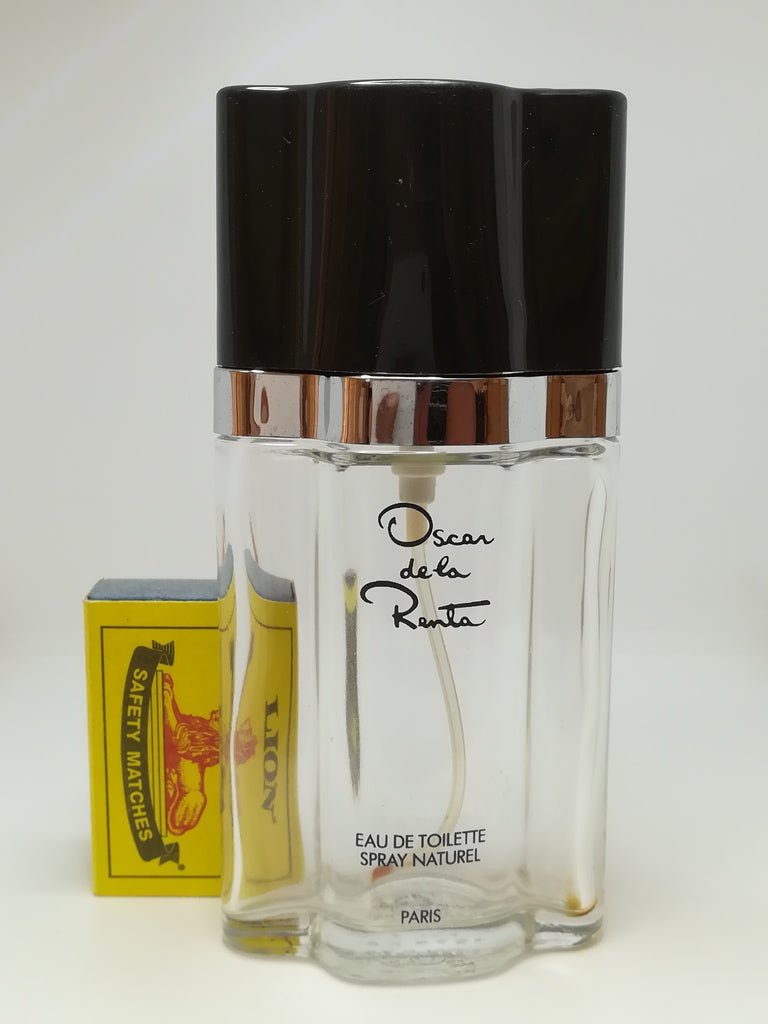 Oscar
de la
Renta
EAU DE TOILETTE
SPRAY NATUREL
PARIS
SAFETY MATCHES
LION